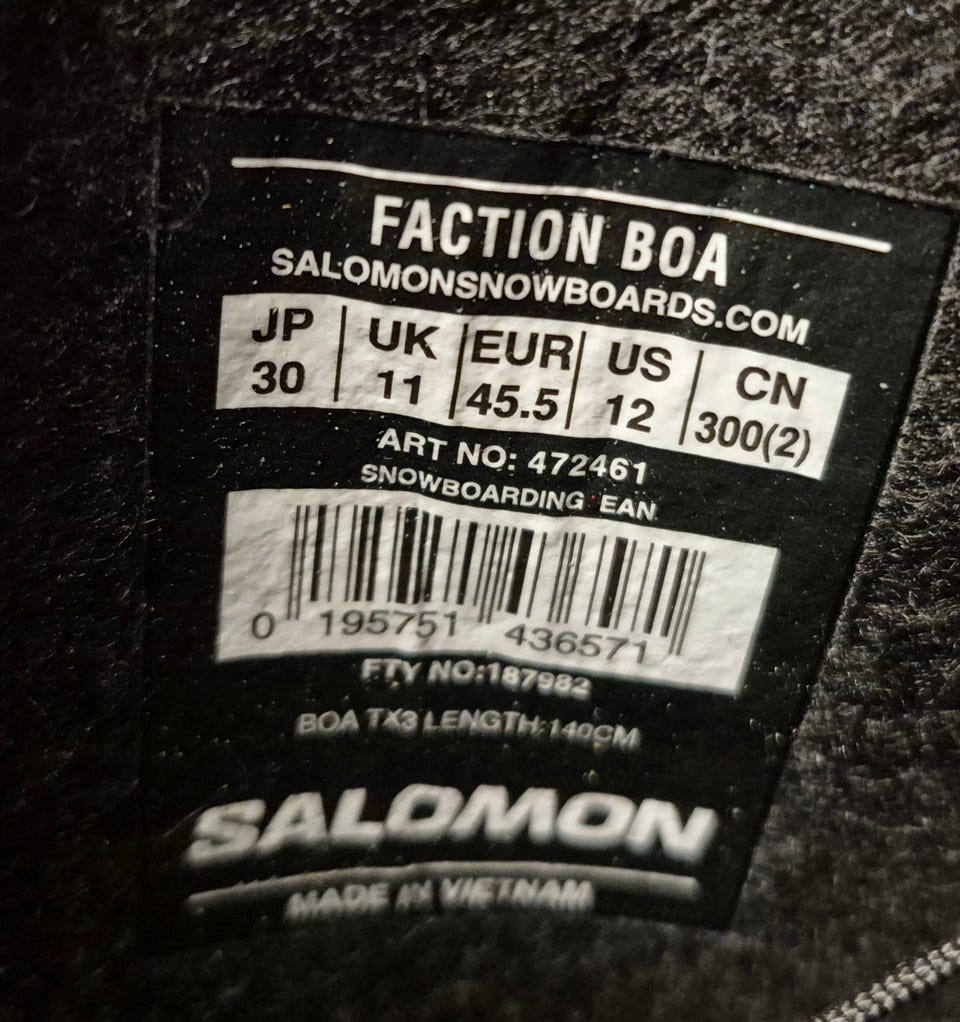 FACTION BOA
SALOMONSNOWBOARDS.COM
JP UK EUR US CN
30 11 45.5 12 300(2)
ART NO: 472461
SNOWBOARDING EAN
0 195751 436571
FTY NO:187982
BOA TX3 LENGTH:140CM
SALOMON
MADE IN VIETNAM